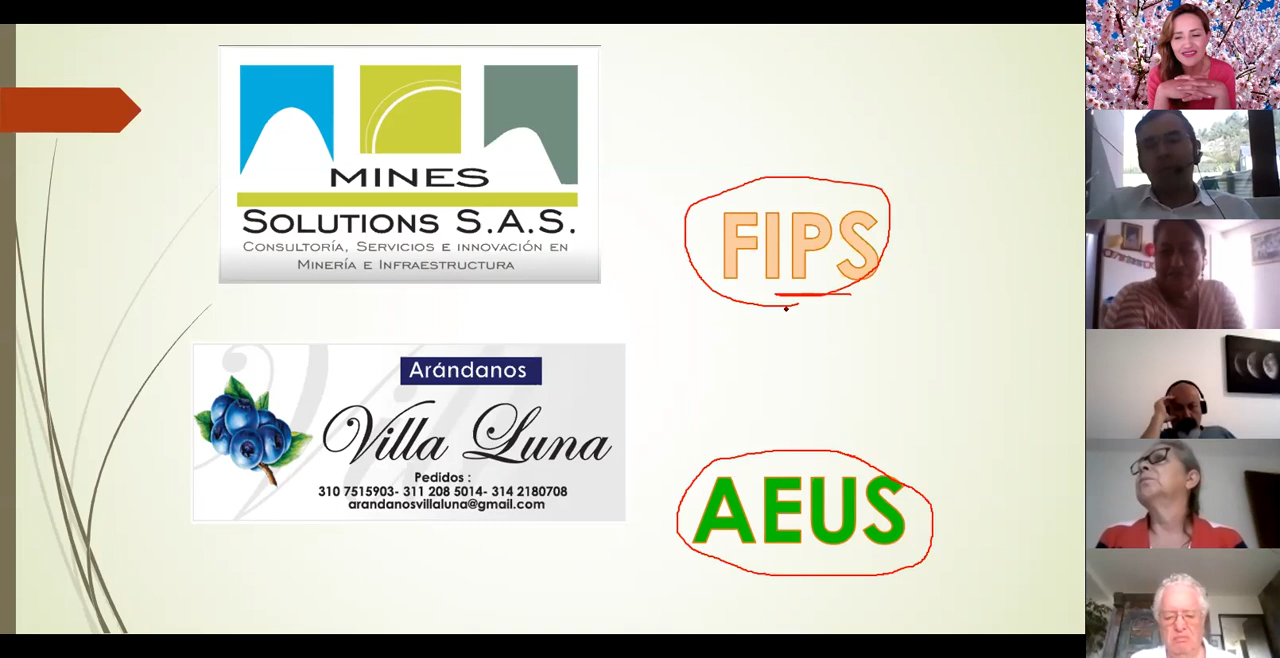 MINES
SOLUTIONS S.A.S.
CONSULTORÍA, SERVICIOS E INNOVACIÓN EN
MINERÍA E INFRAESTRUCTURA
FIPS
Arándanos
Villa Luna
Pedidos :
310 7515903- 311 208 5014- 314 2180708
arandanosvillaluna@gmail.com
AEUS